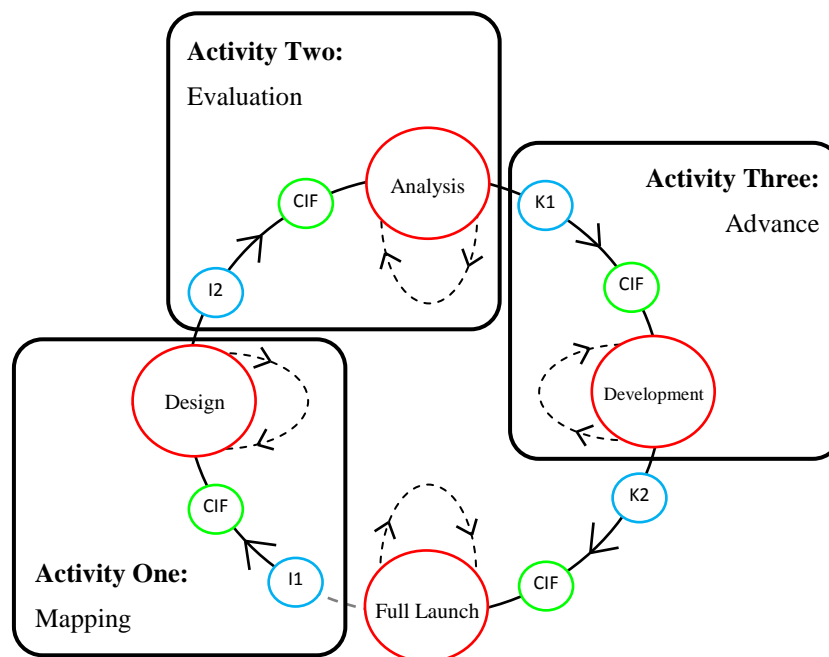 Activity Two:
Evaluation
Analysis
CIF
I2
K1
Activity Three:
Advance
CIF
Development
K2
CIF
Full Launch
I1
CIF
Design
Activity One:
Mapping